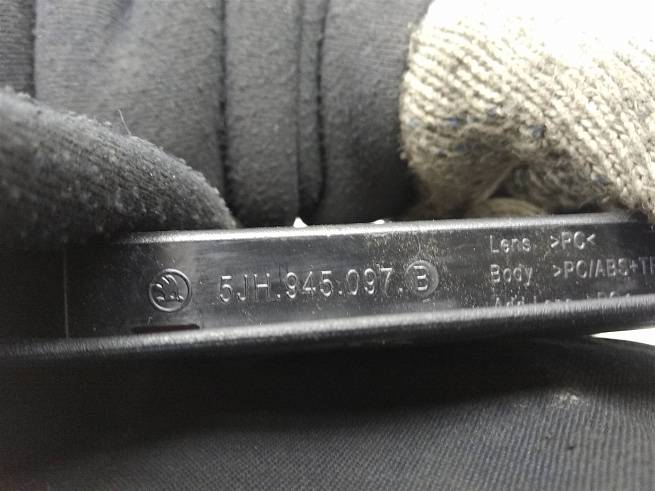 5JH.945.097.B
Lens >PC<
Body >PC/ABS+